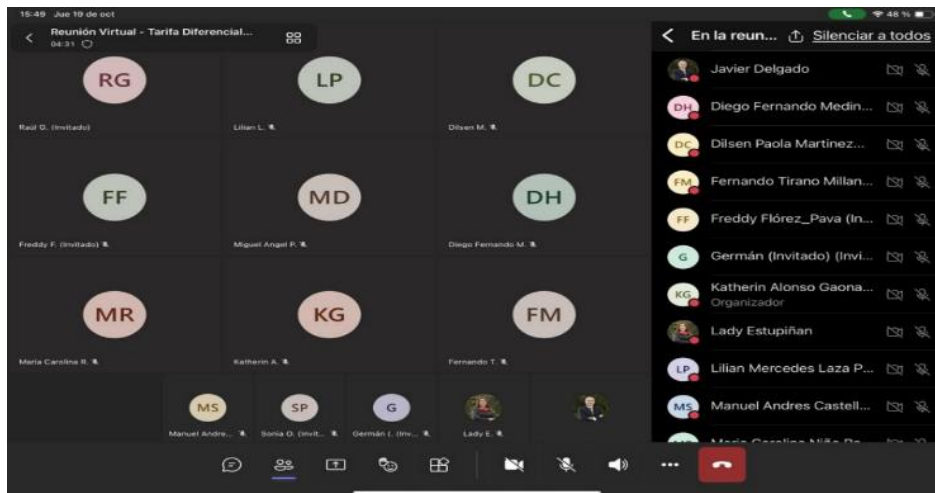 15:49 Jue 19 de oct
48 %
Reunión Virtual - Tarifa Diferencial...
04:31
RG
Raúl G. (Invitado)
LP
Lilian L.
DC
Dilsen M.
FF
Freddy F. (Invitado)
MD
Miguel Angel P.
DH
Diego Fernando M.
MR
María Carolina R.
KG
Katherin A.
FM
Fernando T.
MS
Manuel Andre...
SP
Sonia D. (Invit...
G
Germán (. (Inv...
Lady E.
En la reun...
Silenciar a todos
Javier Delgado
DH
Diego Fernando Medin...
DC
Dilsen Paola Martinez...
FM
Fernando Tirano Millan...
FF
Freddy Flórez_Pava (In...
G
Germán (Invitado) (Invi...
KG
Katherin Alonso Gaona...
Organizador
Lady Estupiñan
LP
Lilian Mercedes Laza P...
MS
Manuel Andres Castell...